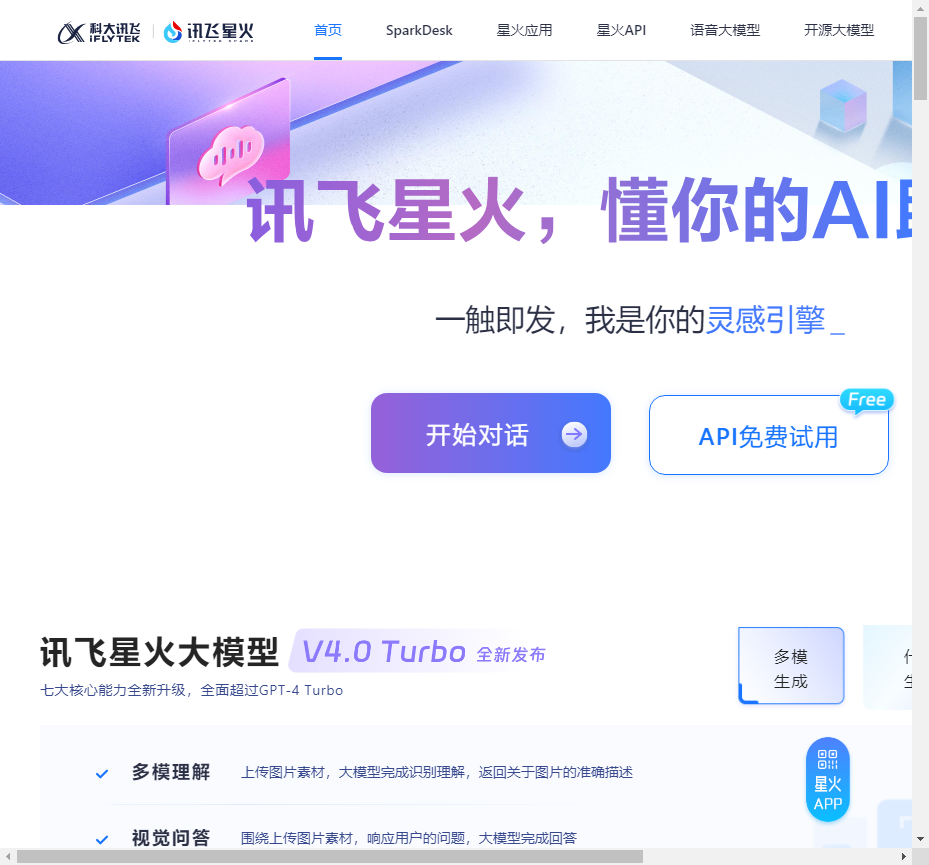 科大讯飞 iFLYTEK 讯飞星火 首页 SparkDesk 星火应用 星火API 语音大模型 开源大模型
讯飞星火，懂你的AI
一触即发，我是你的灵感引擎_
Free
开始对话 API免费试用
讯飞星火大模型 V4.0 Turbo 全新发布
七大核心能力全新升级，全面超过GPT-4 Turbo
多模
生成
生
多模理解 上传图片素材，大模型完成识别理解，返回关于图片的准确描述
星火
APP
视觉问答 围绕上传图片素材，响应用户的问题，大模型完成回答